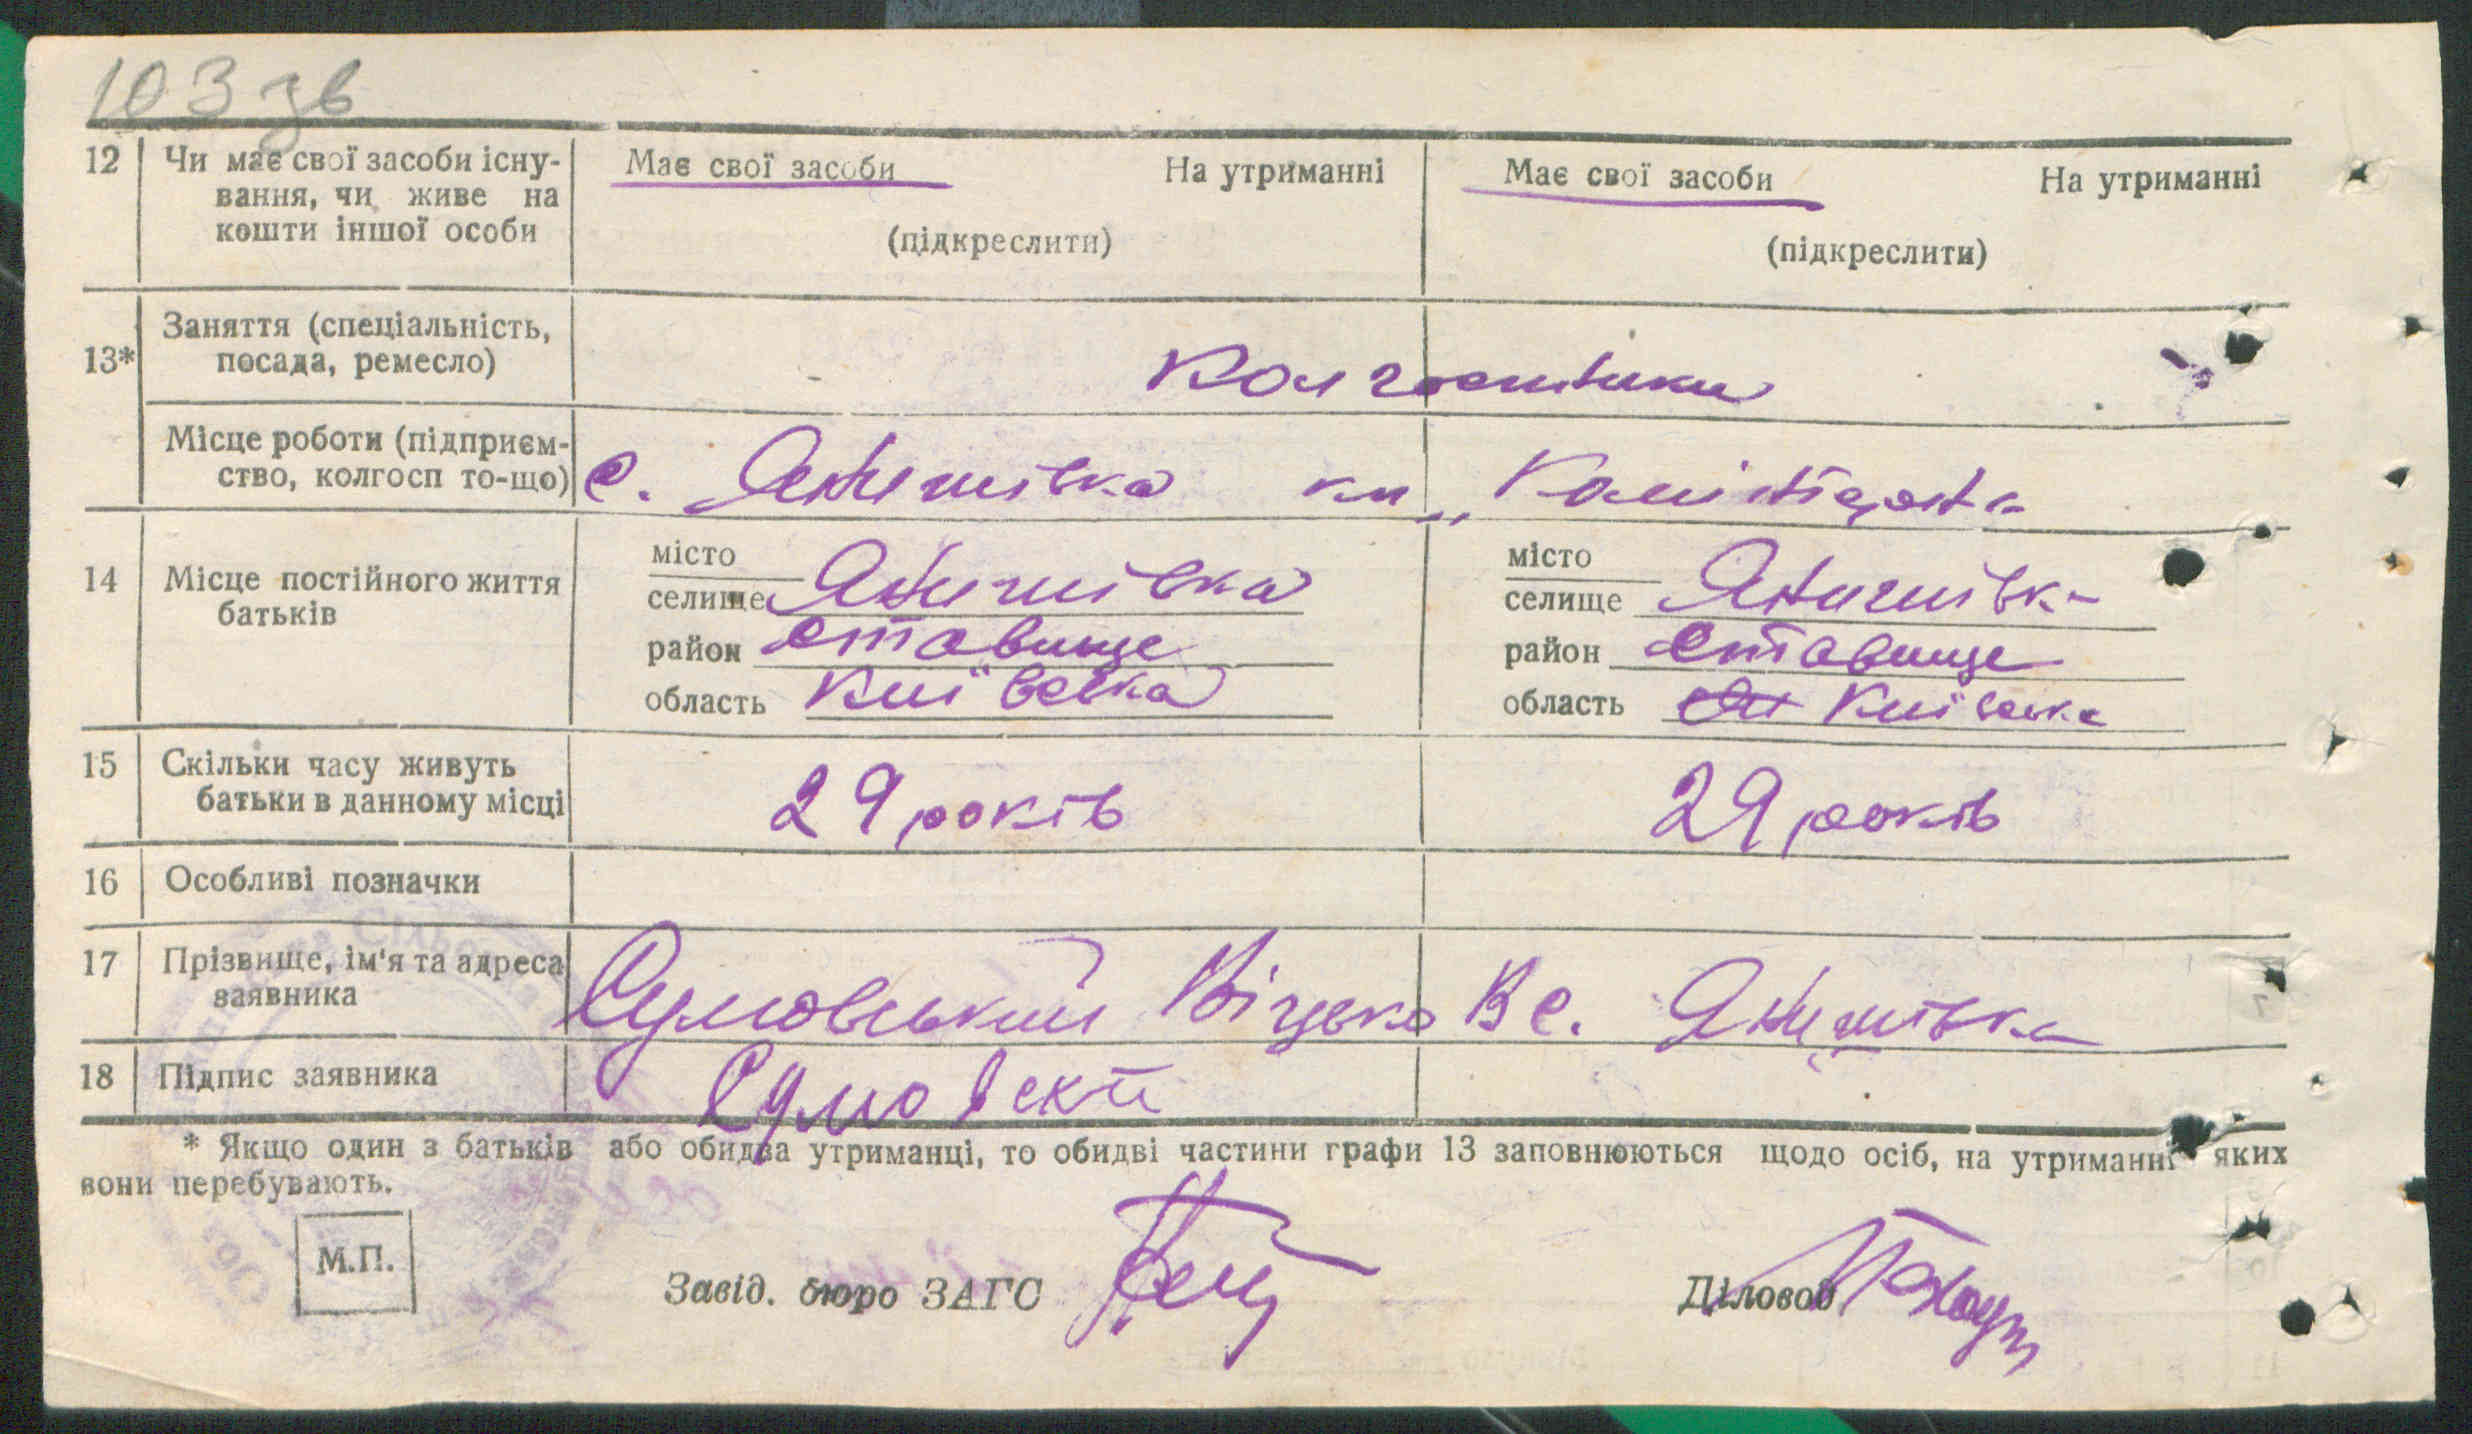 103 зв
12 Чи має свої засоби існу-
вання, чи живе на
кошти іншої особи
Має свої засоби На утриманні
(підкреслити)
Має свої засоби На утриманні
(підкреслити)
13* Заняття (спеціальність,
посада, ремесло)
Колгоспники
Місце роботи (підприєм-
ство, колгосп то-що)
с. Янишівка к-п „Комінтерна
14 Місце постійного життя
батьків
місто
селище Янишівка
район Ставище
область Київська
місто
селище Янишівка
район Ставище
область Київська
15 Скільки часу живуть
батьки в данному місці
29 років
29 років
16 Особливі позначки
17 Прізвище, ім'я та адреса
заявника
Сумовський Віцько В с. Янишівка
18 Підпис заявника
* Якщо один з батьків або обидва утриманці, то обидві частини графи 13 заповнюються щодо осіб, на утриманні яких
вони перебувають.
М.П.
Завід. бюро ЗАГС
Діловод